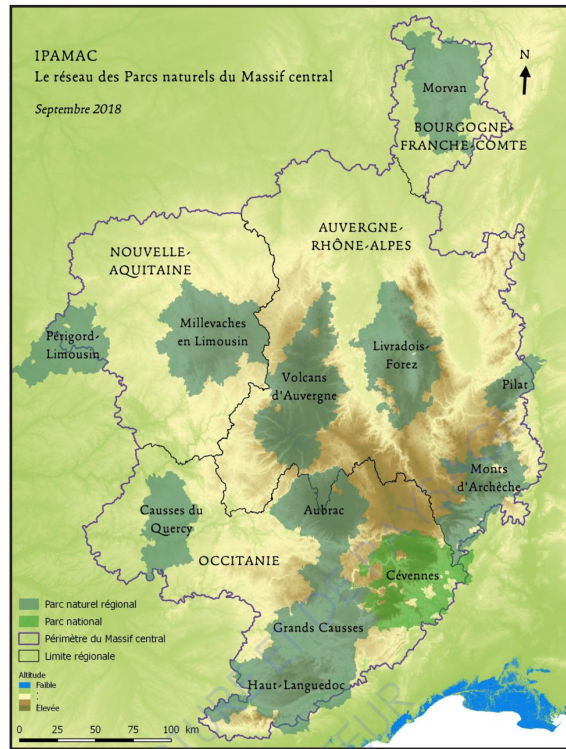 IPAMAC
Le réseau des Parcs naturels du Massif central
Septembre 2018
N
Morvan
BOURGOGNE-
FRANCHE-COMTE
AUVERGNE-
RHÔNE-ALPES
NOUVELLE-
AQUITAINE
Périgord-
Limousin
Millevaches
en Limousin
Volcans
d'Auvergne
Livradois-
Forez
Pilat
Monts
d'Archèche
Causses du
Quercy
Aubrac
OCCITANIE
Cévennes
Grands Causses
Haut-Languedoc
Parc naturel régional
Parc national
Périmètre du Massif central
Limite régionale
Altitude
Faible
:
Élevée
0 25 50 75 100 km